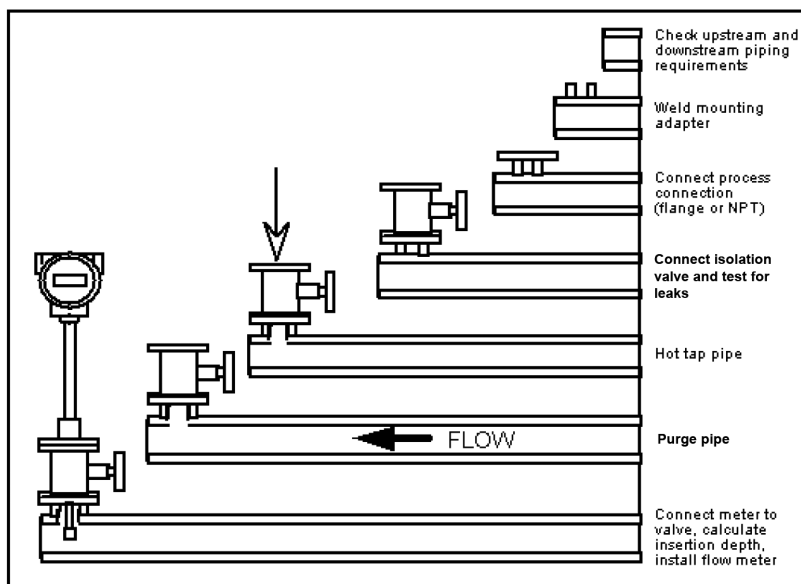 Check upstream and
downstream piping
requirements
Weld mounting
adapter
Connect process
connection
(flange or NPT)
Connect isolation
valve and test for
leaks
Hot tap pipe
FLOW
Purge pipe
Connect meter to
valve, calculate
insertion depth,
install flow meter